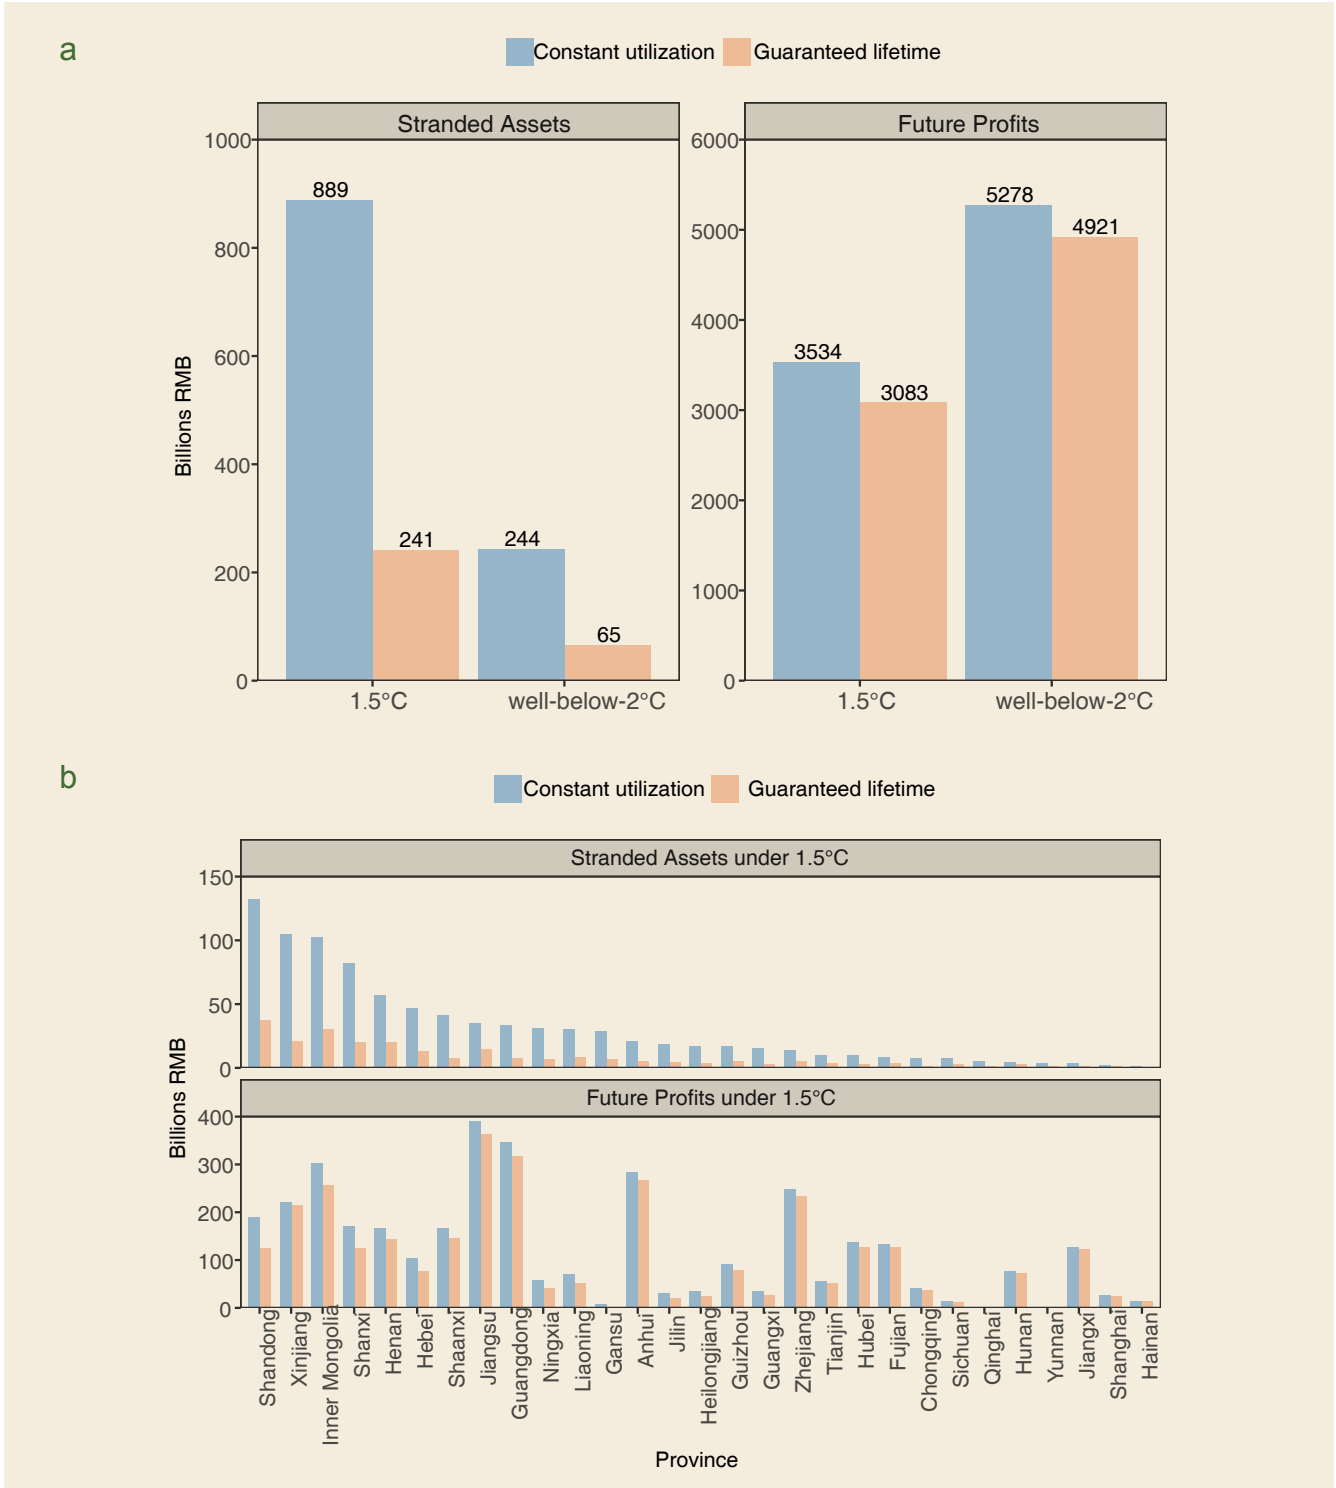 a
Constant utilization Guaranteed lifetime
Stranded Assets Future Profits
1000 6000
889
5278
800 5000 4921
4000
600 3534
3083
3000
Billions RMB
400
2000
241 244
200 1000
65
0 0
1.5°C well-below-2°C 1.5°C well-below-2°C
b
Constant utilization Guaranteed lifetime
Stranded Assets under 1.5°C
150
100
50
0
Billions RMB
Future Profits under 1.5°C
400
300
200
100
0
Shandong
Xinjiang
Inner Mongolia
Shanxi
Henan
Hebei
Shaanxi
Jiangsu
Guangdong
Ningxia
Liaoning
Gansu
Anhui
JIlin
Heilongjiang
Guizhou
Guangxi
Zhejiang
Tianjin
Hubei
Fujian
Chongqing
Sichuan
Qinghai
Hunan
Yunnan
Jiangxi
Shanghai
Hainan
Province